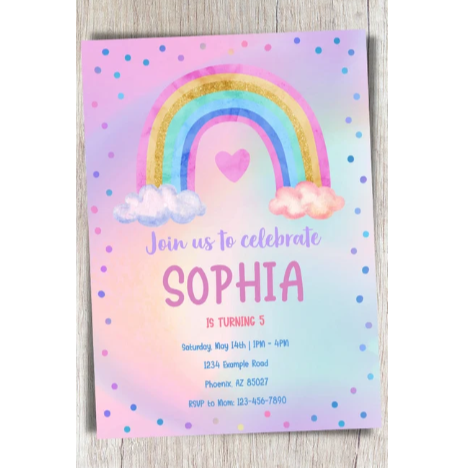 Join us to celebrate
SOPHIA
IS TURNING 5
Saturday, May 14th | 1PM - 4PM
1234 Example Road
Phoenix, AZ 85027
RSVP to Mom: 123-456-7890